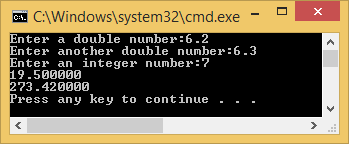 C:\Windows\system32\cmd.exe
Enter a double number:6.2
Enter another double number:6.3
Enter an integer number:7
19.500000
273.420000
Press any key to continue . . .